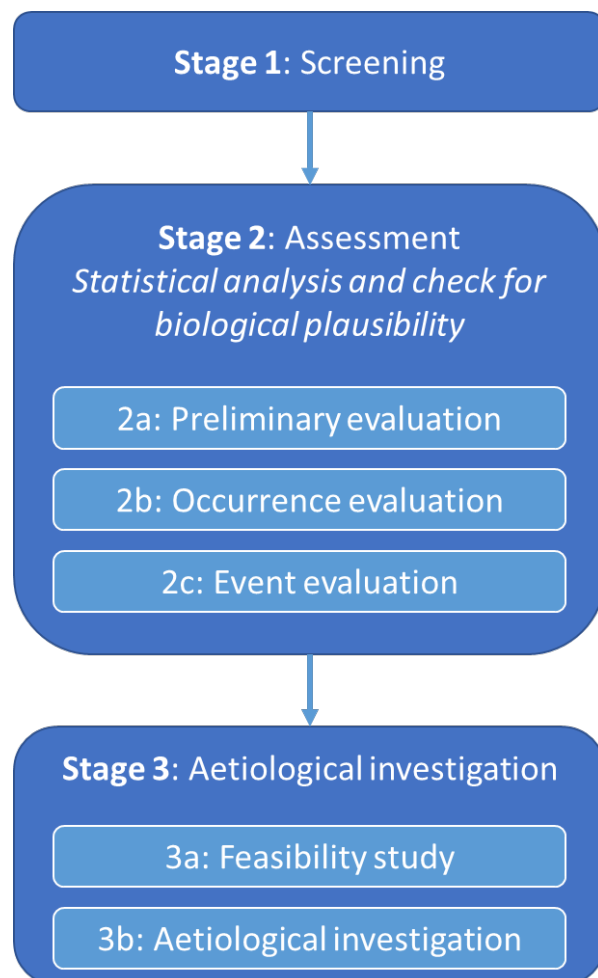 Stage 1: Screening
Stage 2: Assessment
Statistical analysis and check for
biological plausibility
2a: Preliminary evaluation
2b: Occurrence evaluation
2c: Event evaluation
Stage 3: Aetiological investigation
3a: Feasibility study
3b: Aetiological investigation